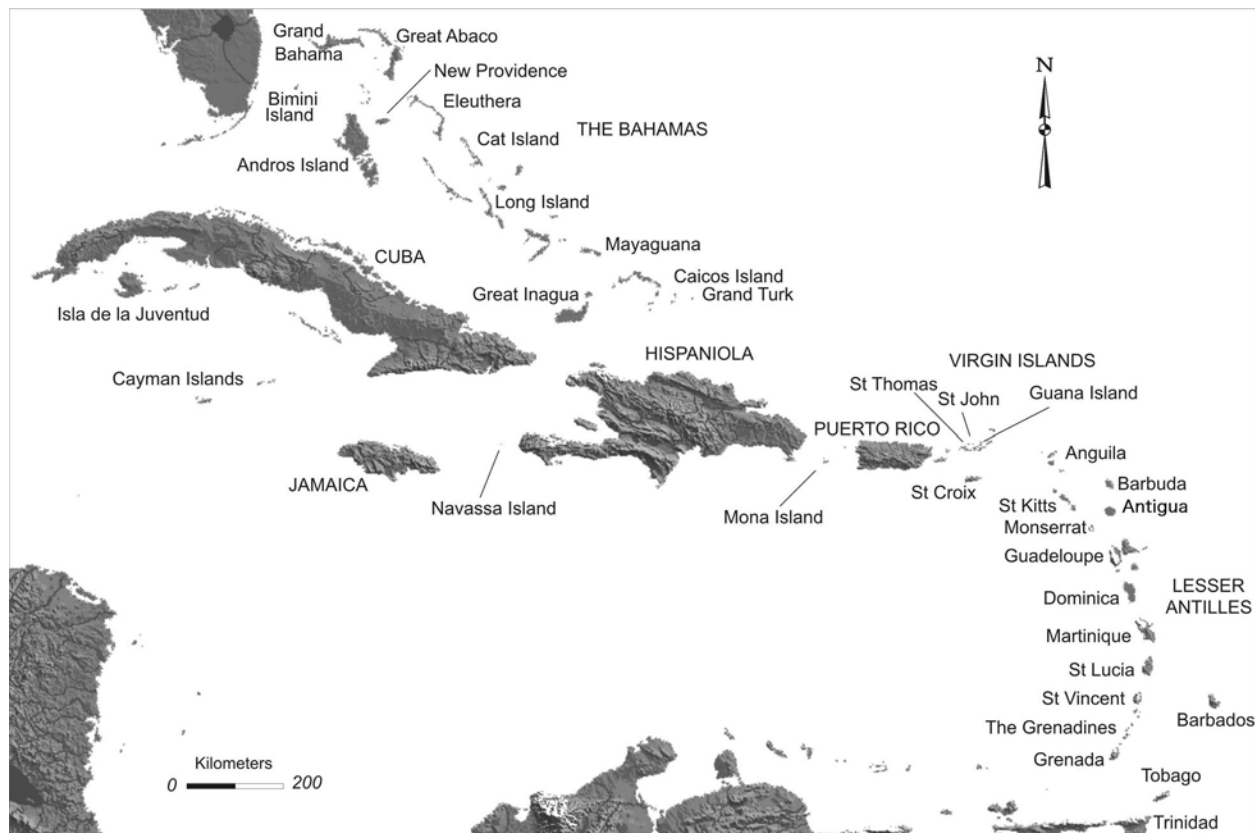 Grand
Bahama
Great Abaco
N
New Providence
Bimini
Island
Eleuthera
THE BAHAMAS
Cat Island
Andros Island
Long Island
CUBA
Mayaguana
Caicos Island
Great Inagua
Grand Turk
Isla de la Juventud
HISPANIOLA
VIRGIN ISLANDS
Cayman Islands
St Thomas
St John
Guana Island
PUERTO RICO
Anguila
JAMAICA
St Croix
Barbuda
Navassa Island
Mona Island
St Kitts
Antigua
Monserrat
Guadeloupe
Dominica
LESSER
ANTILLES
Martinique
St Lucia
St Vincent
The Grenadines
Barbados
Grenada
Kilometers
0 200
Tobago
Trinidad